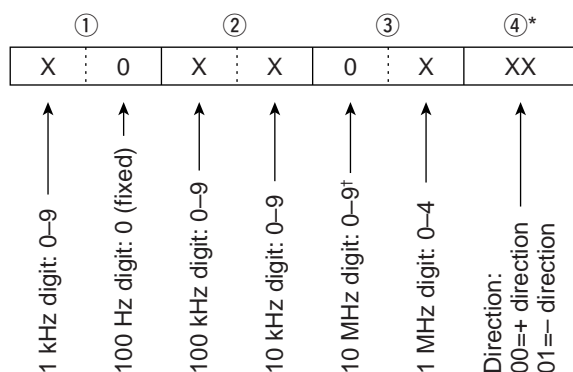 ① ② ③ ④*
X 0 X X 0 X XX
1 kHz digit: 0–9
100 Hz digit: 0 (fixed)
100 kHz digit: 0–9
10 kHz digit: 0–9
10 MHz digit: 0–9†
1 MHz digit: 0–4
Direction:
00=+ direction
01=– direction